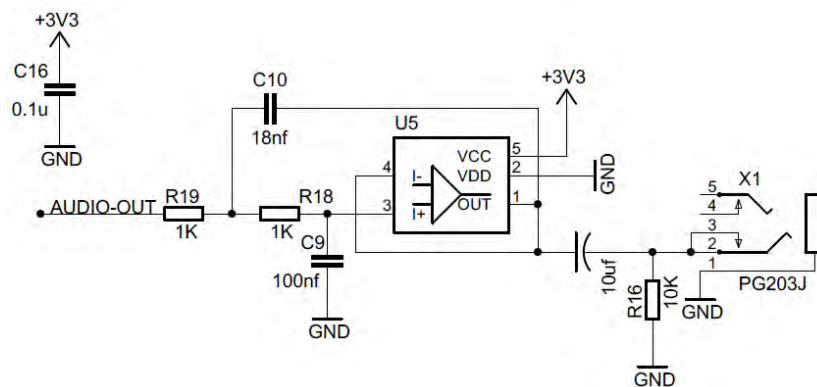 +3V3
C16
0.1u
GND
C10
18nf
+3V3
U5
VCC
VDD
OUT
I-
I+
4
3
5
2
1
GND
AUDIO-OUT
R19
1K
R18
1K
C9
100nf
GND
10uf
R16
10K
GND
X1
5
4
3
2
1
PG203J
GND